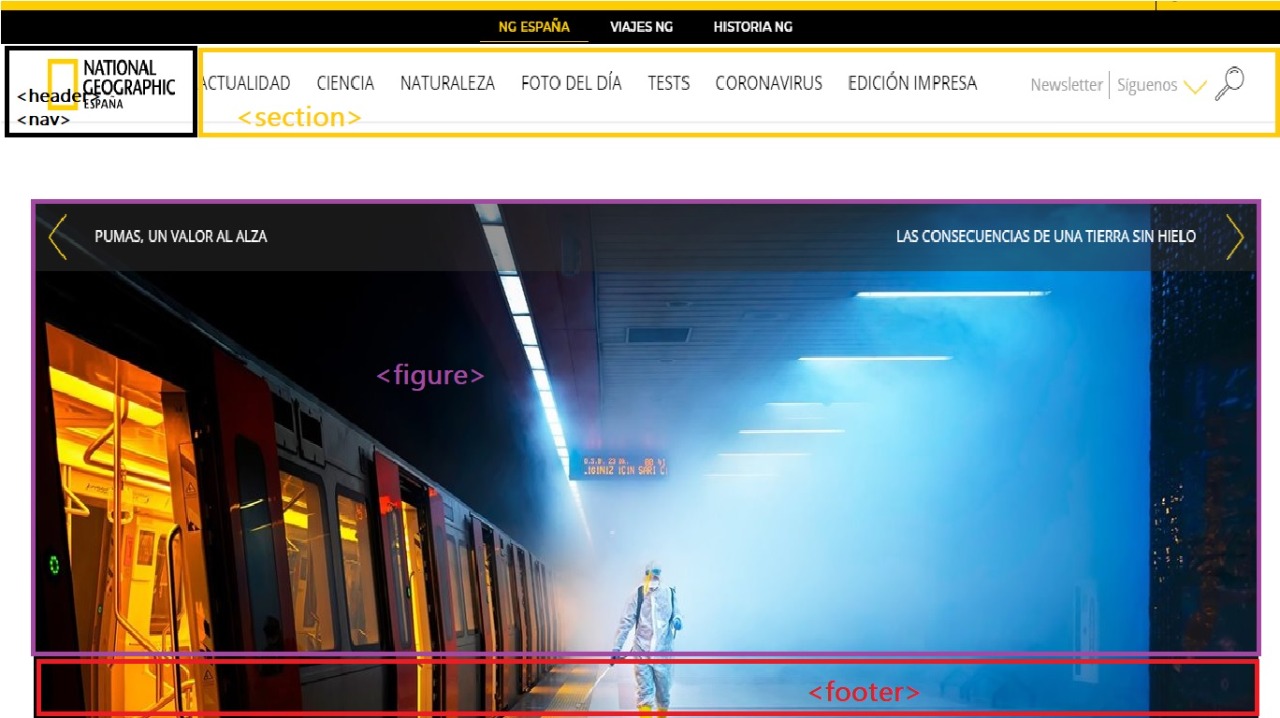 NG ESPAÑA VIAJES NG HISTORIA NG
NATIONAL
GEOGRAPHIC
ESPAÑA
<header>
<nav>
ACTUALIDAD CIENCIA NATURALEZA FOTO DEL DÍA TESTS CORONAVIRUS EDICIÓN IMPRESA Newsletter Síguenos
<section>
PUMAS, UN VALOR AL ALZA LAS CONSECUENCIAS DE UNA TIERRA SIN HIELO
<figure>
0
<footer>